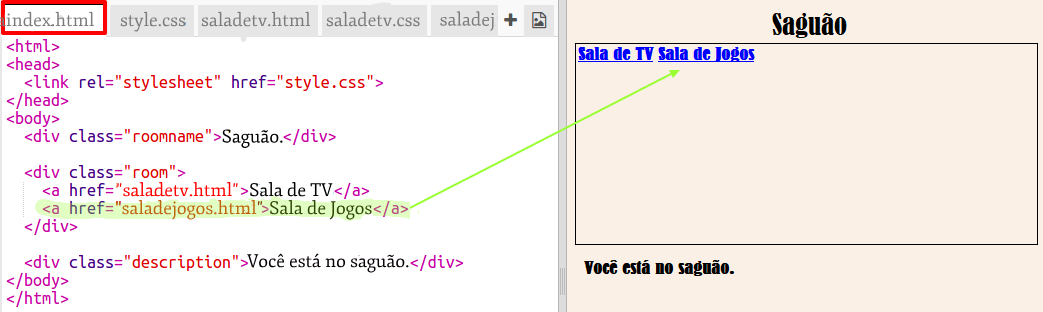 index.html style.css saladetv.html saladetv.css saladej
<html>
<head>
<link rel="stylesheet" href="style.css">
</head>
<body>
<div class="roomname">Saguão.</div>
<div class="room">
<a href="saladetv.html">Sala de TV</a>
<a href="saladejogos.html">Sala de Jogos</a>
</div>
<div class="description">Você está no saguão.</div>
</body>
</html>
Saguão
Sala de TV Sala de Jogos
Você está no saguão.